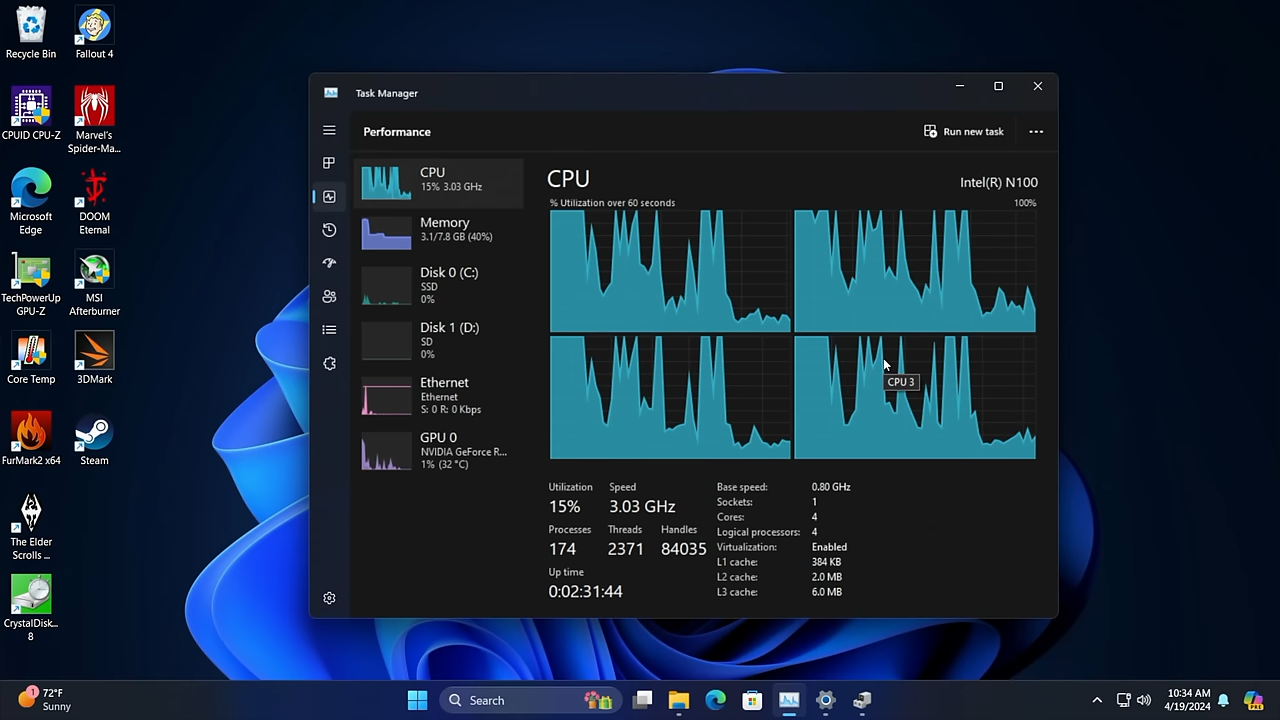 Recycle Bin
Fallout 4
CPUID CPU-Z
Marvel's
Spider-Ma...
Microsoft
Edge
DOOM
Eternal
TechPowerUp
GPU-Z
MSI
Afterburner
Core Temp
3DMark
FurMark2 x64
Steam
The Elder
Scrolls ...
CrystalDisk...
8
Task Manager
Performance
Run new task
CPU
15% 3.03 GHz
Memory
3.1/7.8 GB (40%)
Disk 0 (C:)
SSD
0%
Disk 1 (D:)
SD
0%
Ethernet
Ethernet
S: 0 R: 0 Kbps
GPU 0
NVIDIA GeForce R...
1% (32 °C)
CPU
Intel(R) N100
% Utilization over 60 seconds
100%
CPU 3
Utilization
Speed
15%
3.03 GHz
Processes
Threads
Handles
174
2371
84035
Up time
0:02:31:44
Base speed: 0.80 GHz
Sockets: 1
Cores: 4
Logical processors: 4
Virtualization: Enabled
L1 cache: 384 KB
L2 cache: 2.0 MB
L3 cache: 6.0 MB
1
72°F
Sunny
Search
10:34 AM
4/19/2024
PRE